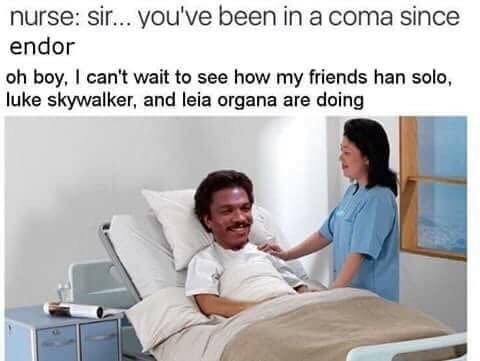 nurse: sir... you've been in a coma since
endor
oh boy, I can't wait to see how my friends han solo,
luke skywalker, and leia organa are doing